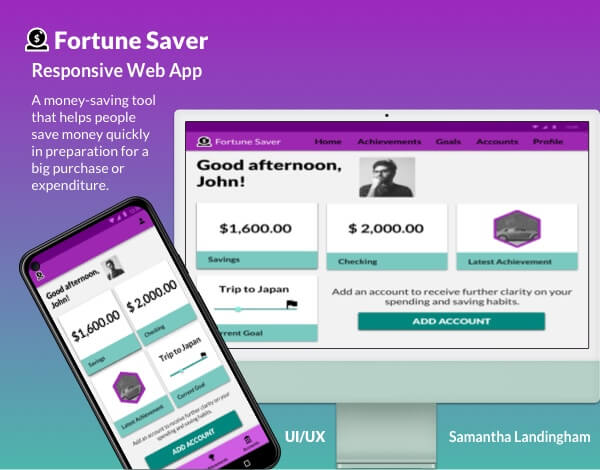 Fortune Saver
Responsive Web App
A money-saving tool
that helps people
save money quickly
in preparation for a
big purchase or
expenditure.
Fortune Saver
Home Achievements Goals Accounts Profile
Good afternoon,
John!
$1,600.00
Savings
$ 2,000.00
Checking
Latest Achievement
Trip to Japan
rrent Goal
Add an account to receive further clarity on your
spending and saving habits.
ADD ACCOUNT
Good afternoon,
John!
$1,600.00
Savings
$ 2,000.00
Checking
Latest Achievement
Trip to Japan
Current Goal
Add an account to receive further clarity on your
spending and saving habits.
ADD ACCOUNT
Accounts
UI/UX
Samantha Landingham